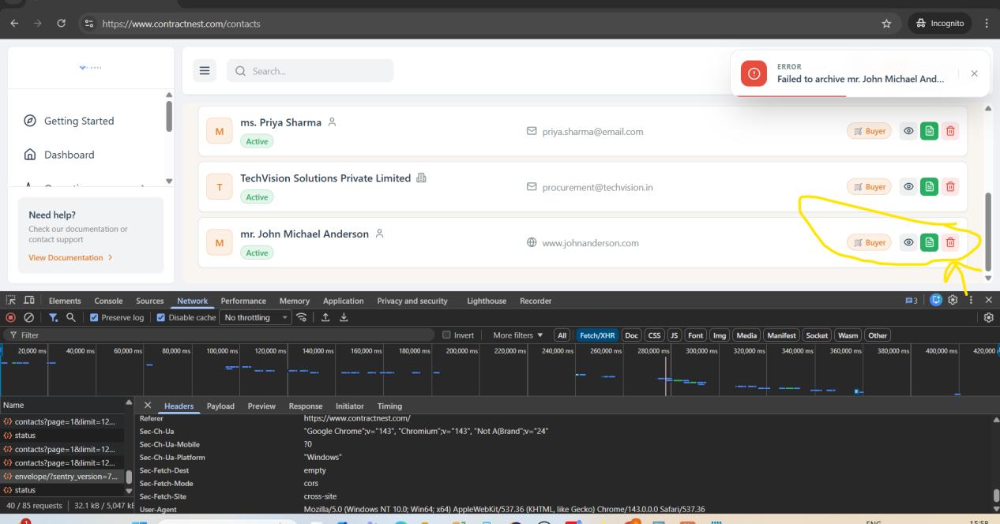 https://www.contractnest.com/contacts
Incognito
Search...
ERROR
Failed to archive mr. John Michael And...
Getting Started
Dashboard
Need help?
Check our documentation or
contact support
View Documentation
M
ms. Priya Sharma
Active
priya.sharma@email.com
Buyer
T
TechVision Solutions Private Limited
Active
procurement@techvision.in
Buyer
M
mr. John Michael Anderson
Active
www.johnanderson.com
Buyer
Elements Console Sources Network Performance Memory Application Privacy and security Lighthouse Recorder 3
Preserve log Disable cache No throttling
Filter Invert More filters All Fetch/XHR Doc CSS JS Font Img Media Manifest Socket Wasm Other
20,000 ms 40,000 ms 60,000 ms 80,000 ms 100,000 ms 120,000 ms 140,000 ms 160,000 ms 180,000 ms 200,000 ms 220,000 ms 240,000 ms 260,000 ms 280,000 ms 300,000 ms 320,000 ms 340,000 ms 360,000 ms 380,000 ms 400,000 ms 420,000
Name
contacts?page=1&limit=12...
status
contacts?page=1&limit=12...
contacts?page=1&limit=12...
envelope/?sentry_version=7...
status
40 / 85 requests 32.1 kB / 5,047 kB
Headers Payload Preview Response Initiator Timing
Referer https://www.contractnest.com/
Sec-Ch-Ua "Google Chrome";v="143", "Chromium";v="143", "Not A(Brand";v="24"
Sec-Ch-Ua-Mobile ?0
Sec-Ch-Ua-Platform "Windows"
Sec-Fetch-Dest empty
Sec-Fetch-Mode cors
Sec-Fetch-Site cross-site
User-Agent Mozilla/5.0 (Windows NT 10.0; Win64; x64) AppleWebKit/537.36 (KHTML, like Gecko) Chrome/143.0.0.0 Safari/537.36
1
ENG
15:58